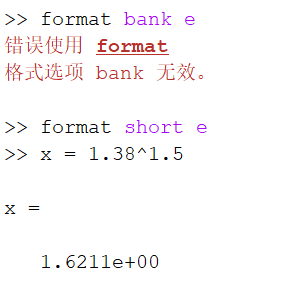 >> format bank e
错误使用 format
格式选项 bank 无效。
>> format short e
>> x = 1.38^1.5
x =
1.6211e+00